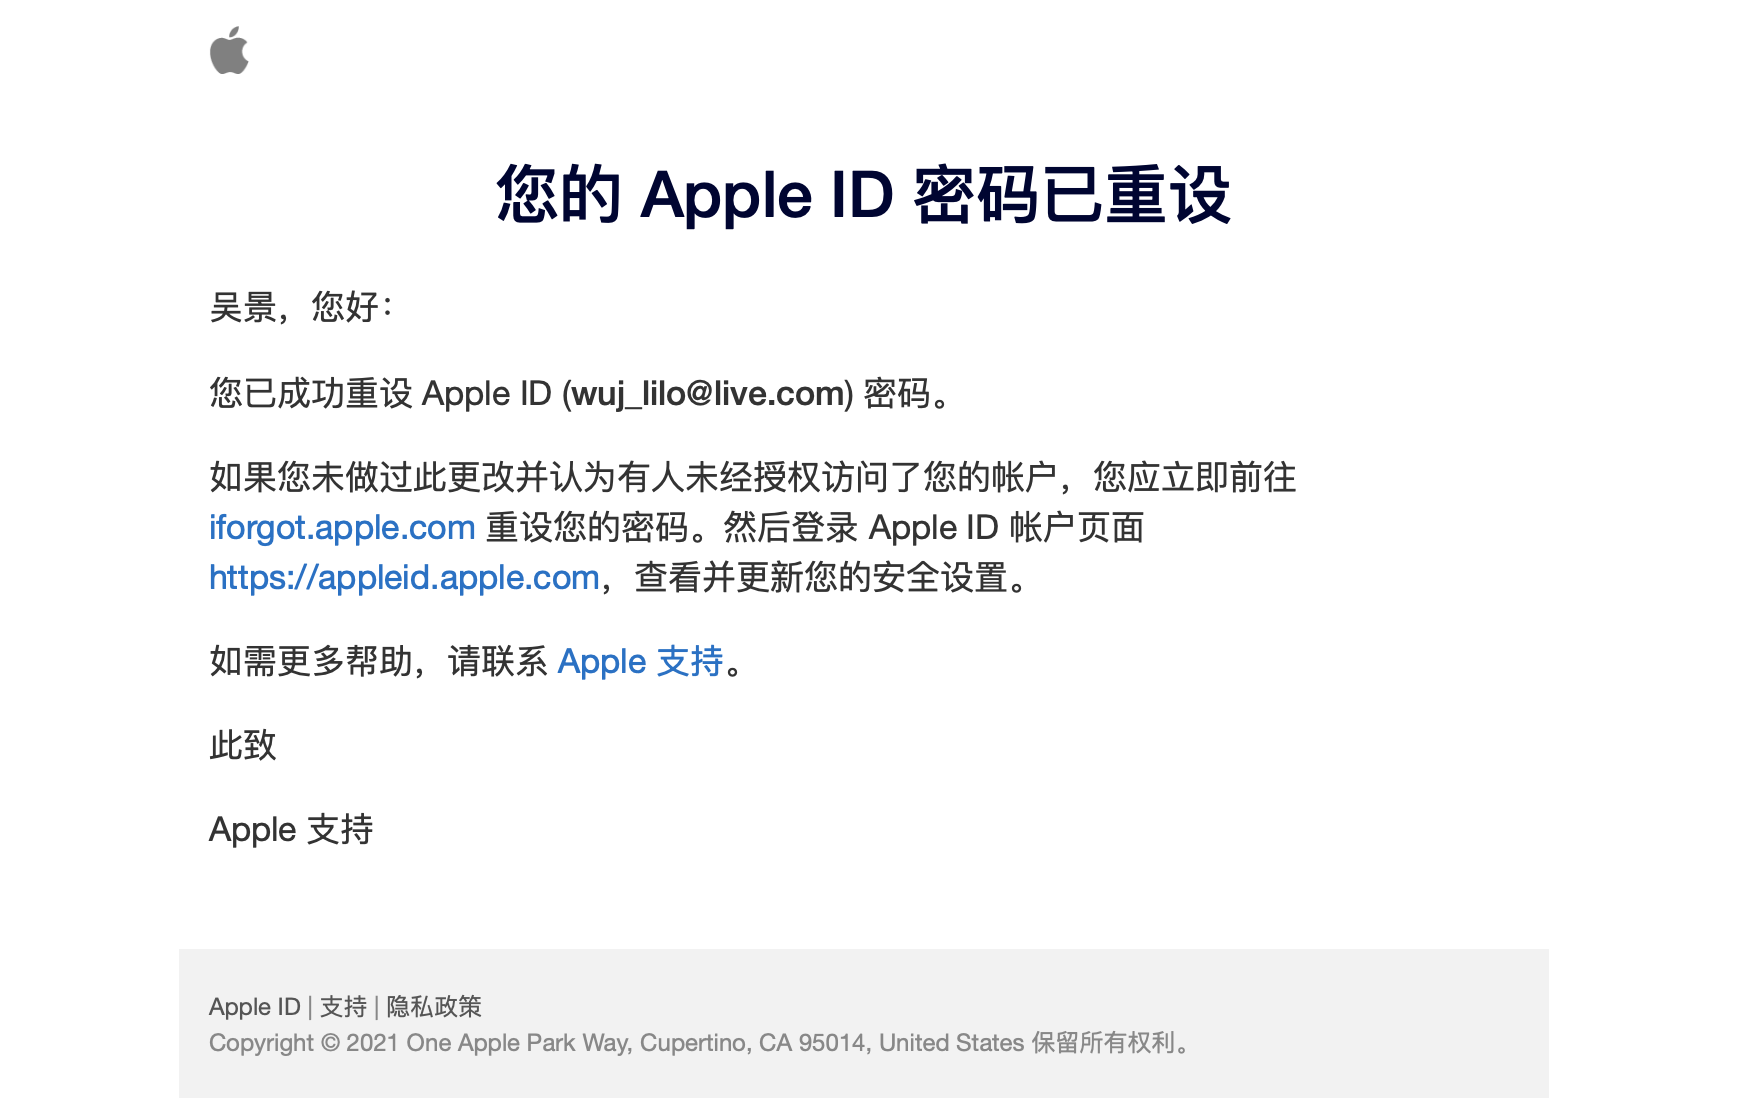 您的 Apple ID 密码已重设
吴景，您好：
您已成功重设 Apple ID (wuj_lilo@live.com) 密码。
如果您未做过此更改并认为有人未经授权访问了您的帐户，您应立即前往
iforgot.apple.com 重设您的密码。然后登录 Apple ID 帐户页面
https://appleid.apple.com，查看并更新您的安全设置。
如需更多帮助，请联系 Apple 支持。
此致
Apple 支持
Apple ID | 支持 | 隐私政策
Copyright © 2021 One Apple Park Way, Cupertino, CA 95014, United States 保留所有权利。